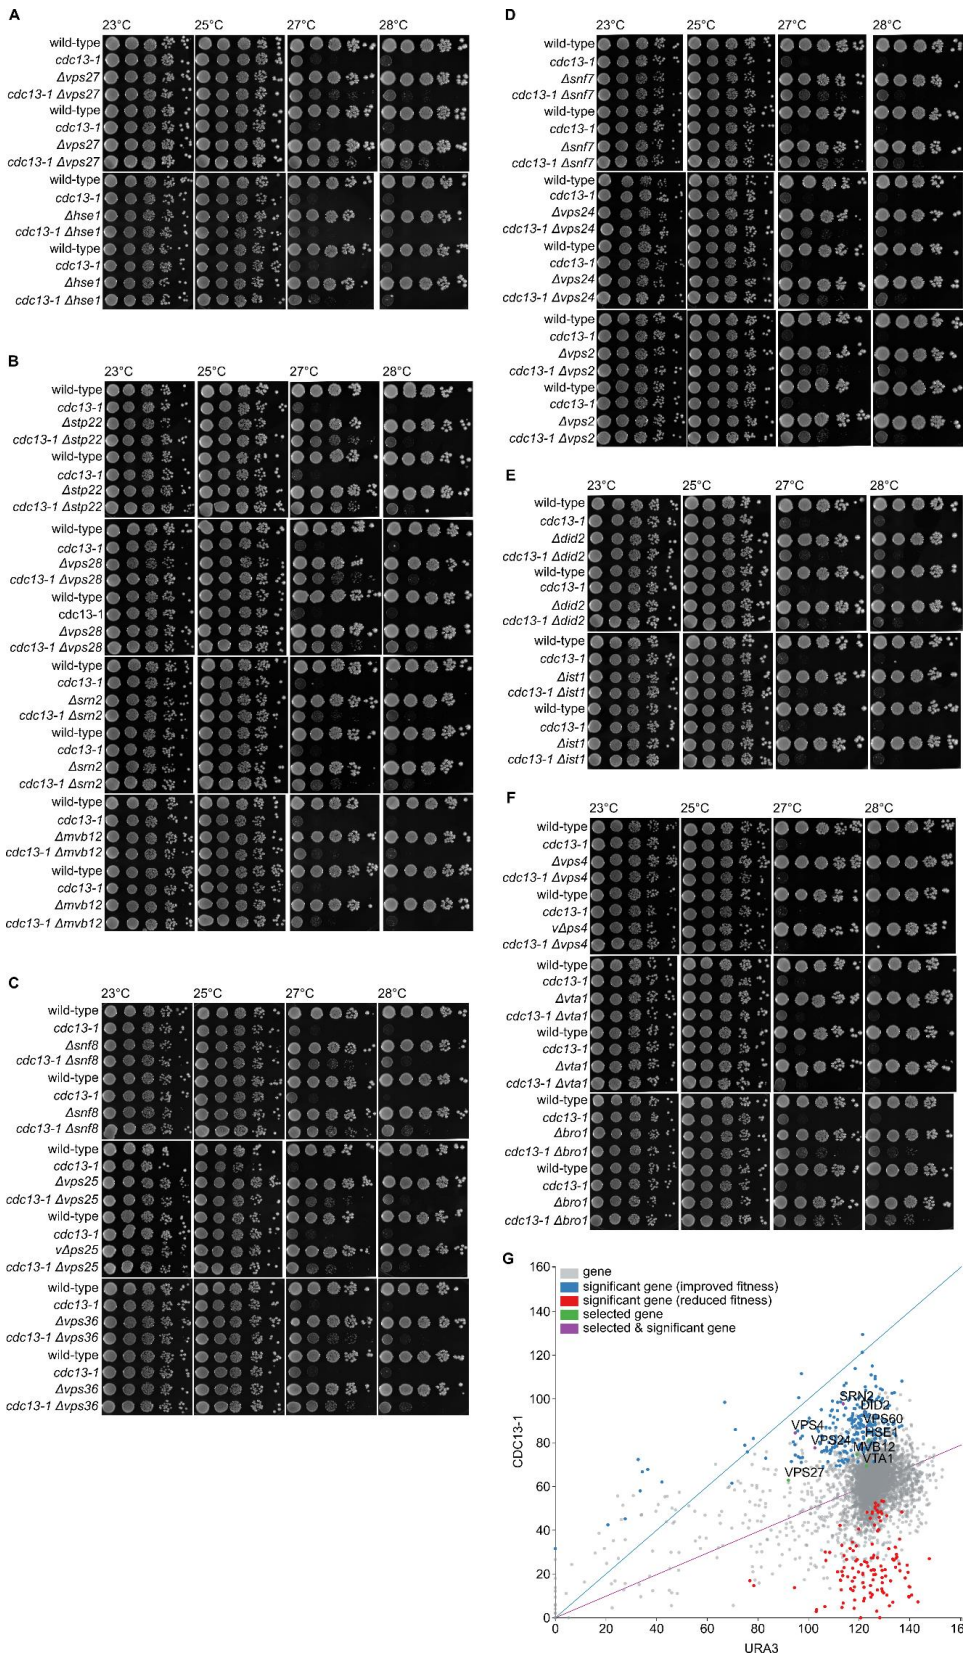 A
23°C 25°C 27°C 28°C
wild-type
cdc13-1
Δvps27
cdc13-1 Δvps27
wild-type
cdc13-1
Δvps27
cdc13-1 Δvps27
wild-type
cdc13-1
Δhse1
cdc13-1 Δhse1
wild-type
cdc13-1
Δhse1
cdc13-1 Δhse1
B
23°C 25°C 27°C 28°C
wild-type
cdc13-1
Δstp22
cdc13-1 Δstp22
wild-type
cdc13-1
Δstp22
cdc13-1 Δstp22
wild-type
cdc13-1
Δvps28
cdc13-1 Δvps28
wild-type
cdc13-1
Δvps28
cdc13-1 Δvps28
wild-type
cdc13-1
Δsrn2
cdc13-1 Δsrn2
wild-type
cdc13-1
Δsrn2
cdc13-1 Δsrn2
wild-type
cdc13-1
Δmvb12
cdc13-1 Δmvb12
wild-type
cdc13-1
Δmvb12
cdc13-1 Δmvb12
C
23°C 25°C 27°C 28°C
wild-type
cdc13-1
Δsnf8
cdc13-1 Δsnf8
wild-type
cdc13-1
Δsnf8
cdc13-1 Δsnf8
wild-type
cdc13-1
Δvps25
cdc13-1 Δvps25
wild-type
cdc13-1
vΔps25
cdc13-1 Δvps25
wild-type
cdc13-1
Δvps36
cdc13-1 Δvps36
wild-type
cdc13-1
Δvps36
cdc13-1 Δvps36
D
23°C 25°C 27°C 28°C
wild-type
cdc13-1
Δsnf7
cdc13-1 Δsnf7
wild-type
cdc13-1
Δsnf7
cdc13-1 Δsnf7
wild-type
cdc13-1
Δvps24
cdc13-1 Δvps24
wild-type
cdc13-1
Δvps24
cdc13-1 Δvps24
wild-type
cdc13-1
Δvps2
cdc13-1 Δvps2
wild-type
cdc13-1
Δvps2
cdc13-1 Δvps2
E
23°C 25°C 27°C 28°C
wild-type
cdc13-1
Δdid2
cdc13-1 Δdid2
wild-type
cdc13-1
Δdid2
cdc13-1 Δdid2
wild-type
cdc13-1
Δist1
cdc13-1 Δist1
wild-type
cdc13-1
Δist1
cdc13-1 Δist1
F
23°C 25°C 27°C 28°C
wild-type
cdc13-1
Δvps4
cdc13-1 Δvps4
wild-type
cdc13-1
vΔps4
cdc13-1 Δvps4
wild-type
cdc13-1
Δvta1
cdc13-1 Δvta1
wild-type
cdc13-1
Δvta1
cdc13-1 Δvta1
wild-type
cdc13-1
Δbro1
cdc13-1 Δbro1
wild-type
cdc13-1
Δbro1
cdc13-1 Δbro1
G
gene
significant gene (improved fitness)
significant gene (reduced fitness)
selected gene
selected & significant gene
160
140
120
100
80
60
40
20
0
CDC13-1
SRN2
DID2
VPS60
VPS4
HSE1
VPS24
MVB12
VTA1
VPS27
0 20 40 60 80 100 120 140 16
URA3